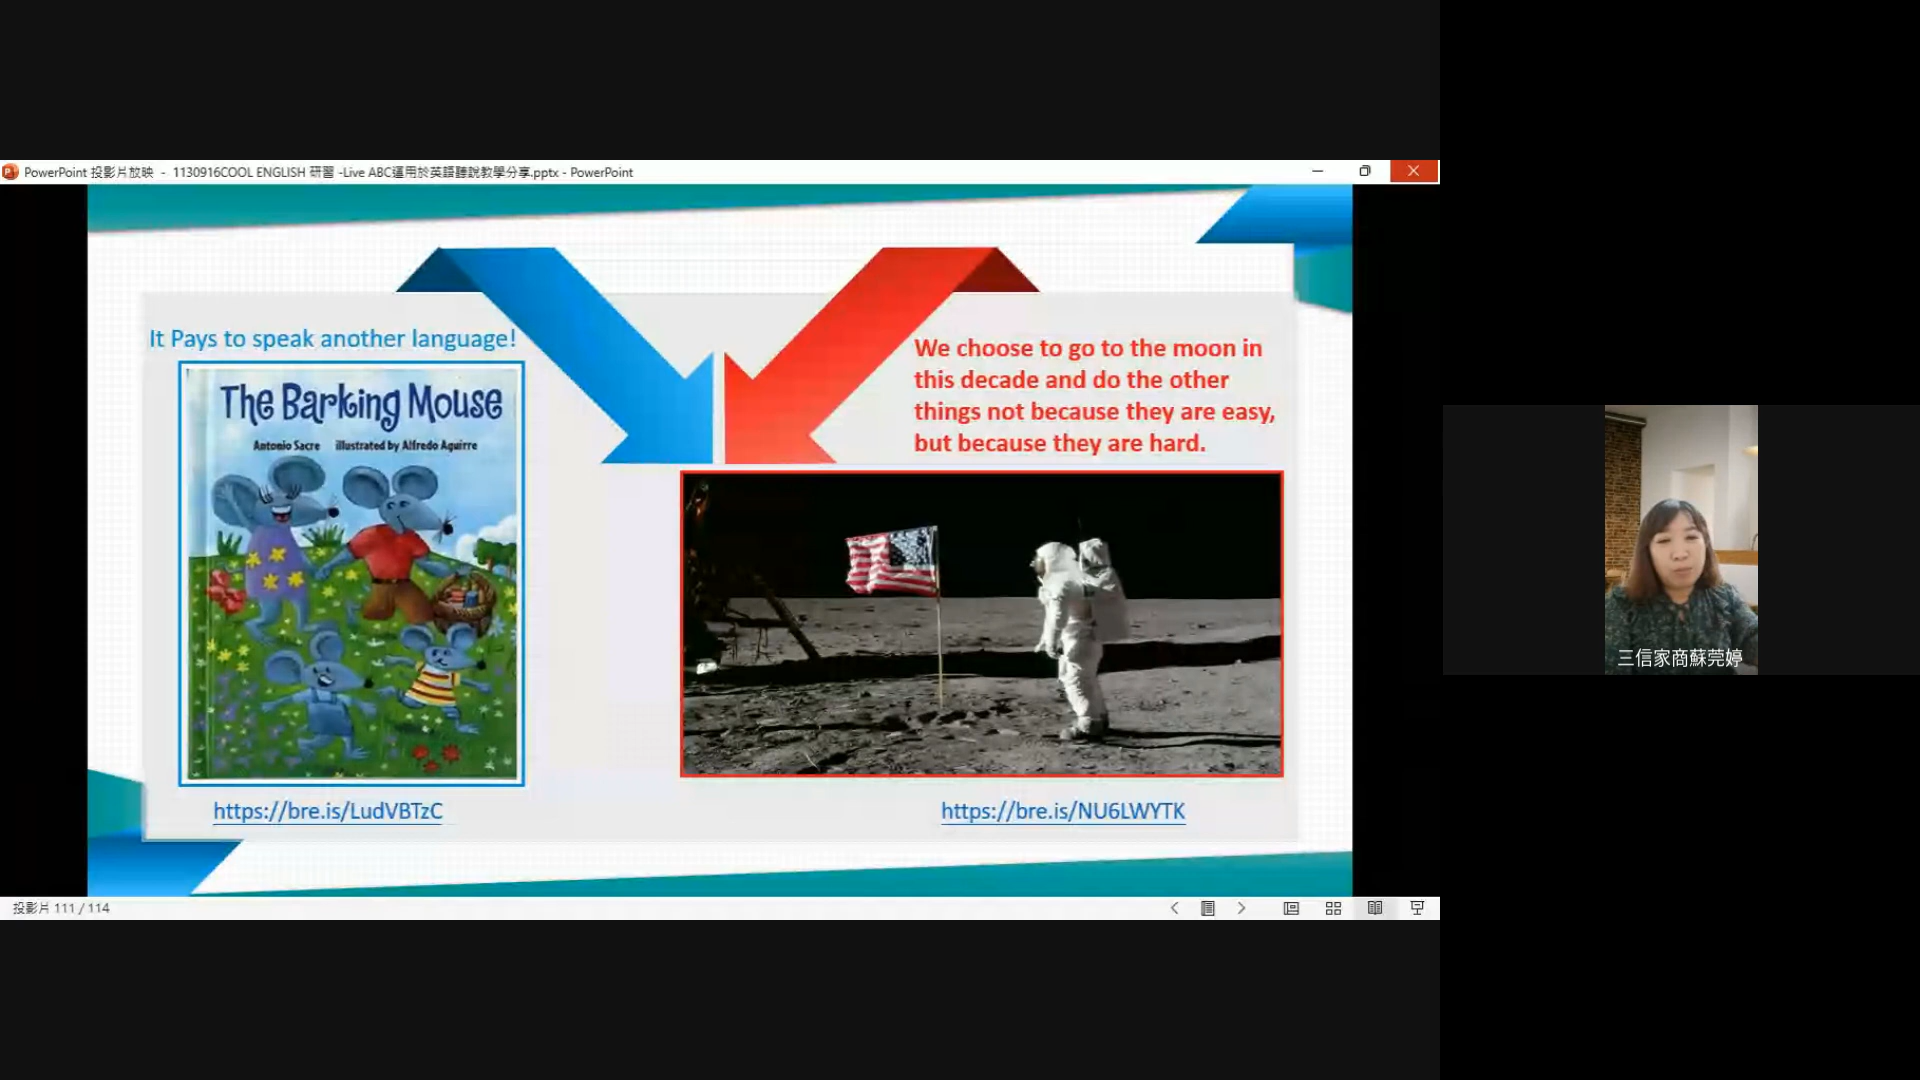 PowerPoint 投影片放映 - 1130916COOL ENGLISH 研習 -Live ABC運用於英語聽說教學分享.pptx - PowerPoint
It Pays to speak another language!
The Barking Mouse
Antonio Sacre illustrated by Alfredo Aguirre
https://bre.is/LudVBTzC
We choose to go to the moon in
this decade and do the other
things not because they are easy,
but because they are hard.
https://bre.is/NU6LWYTK
三信家商蘇莞婷
投影片 111 / 114